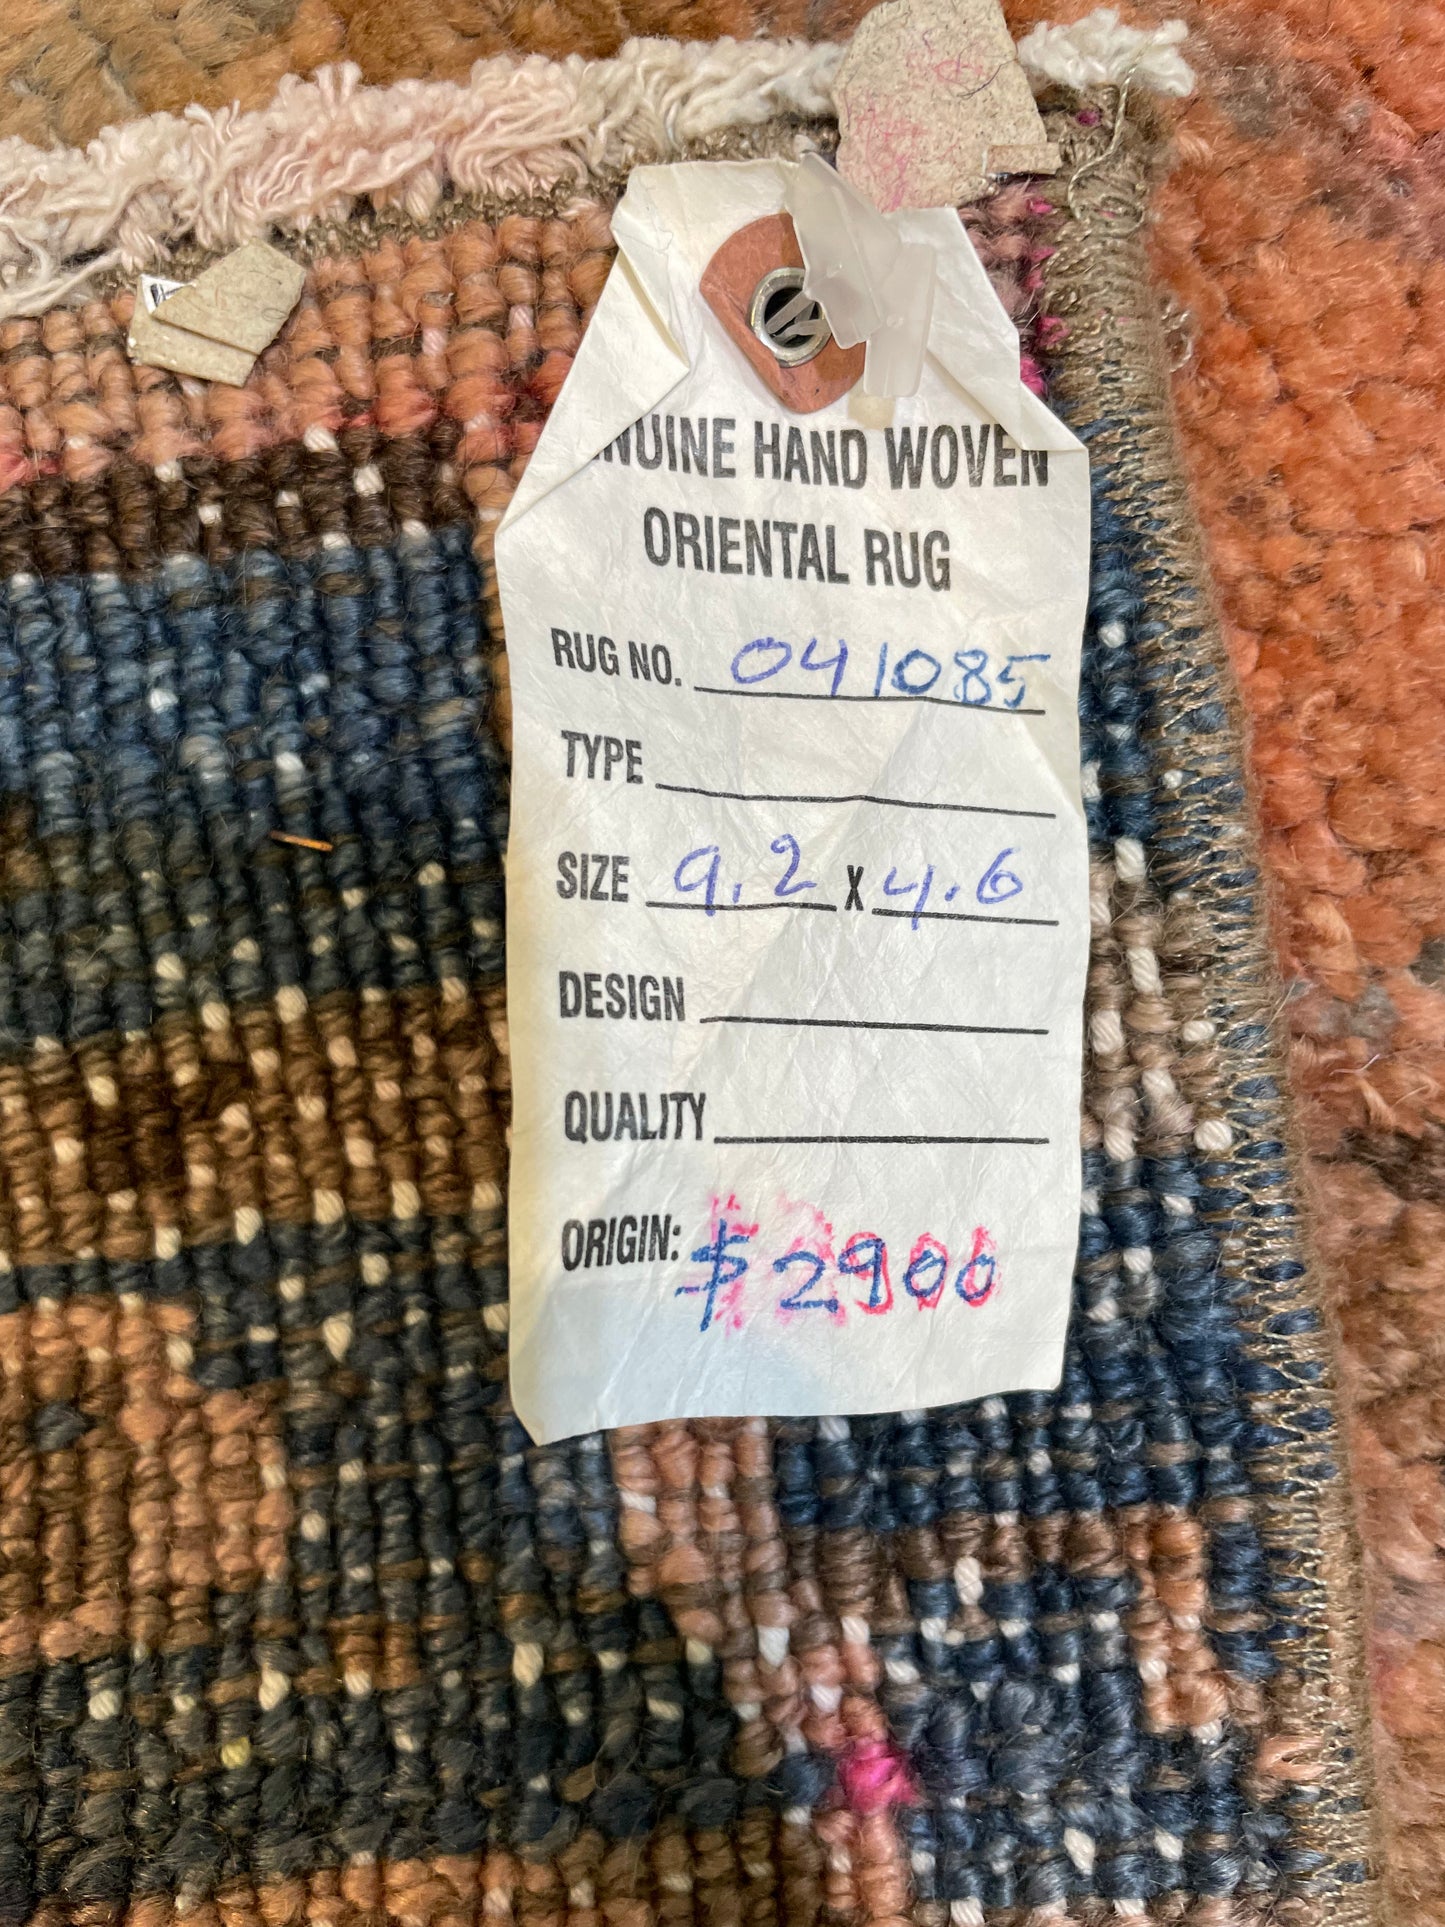 NUINE HAND WOVEN
ORIENTAL RUG
RUG NO. 041085
TYPE
SIZE 9.2 X 4.6
DESIGN
QUALITY
ORIGIN: $2900